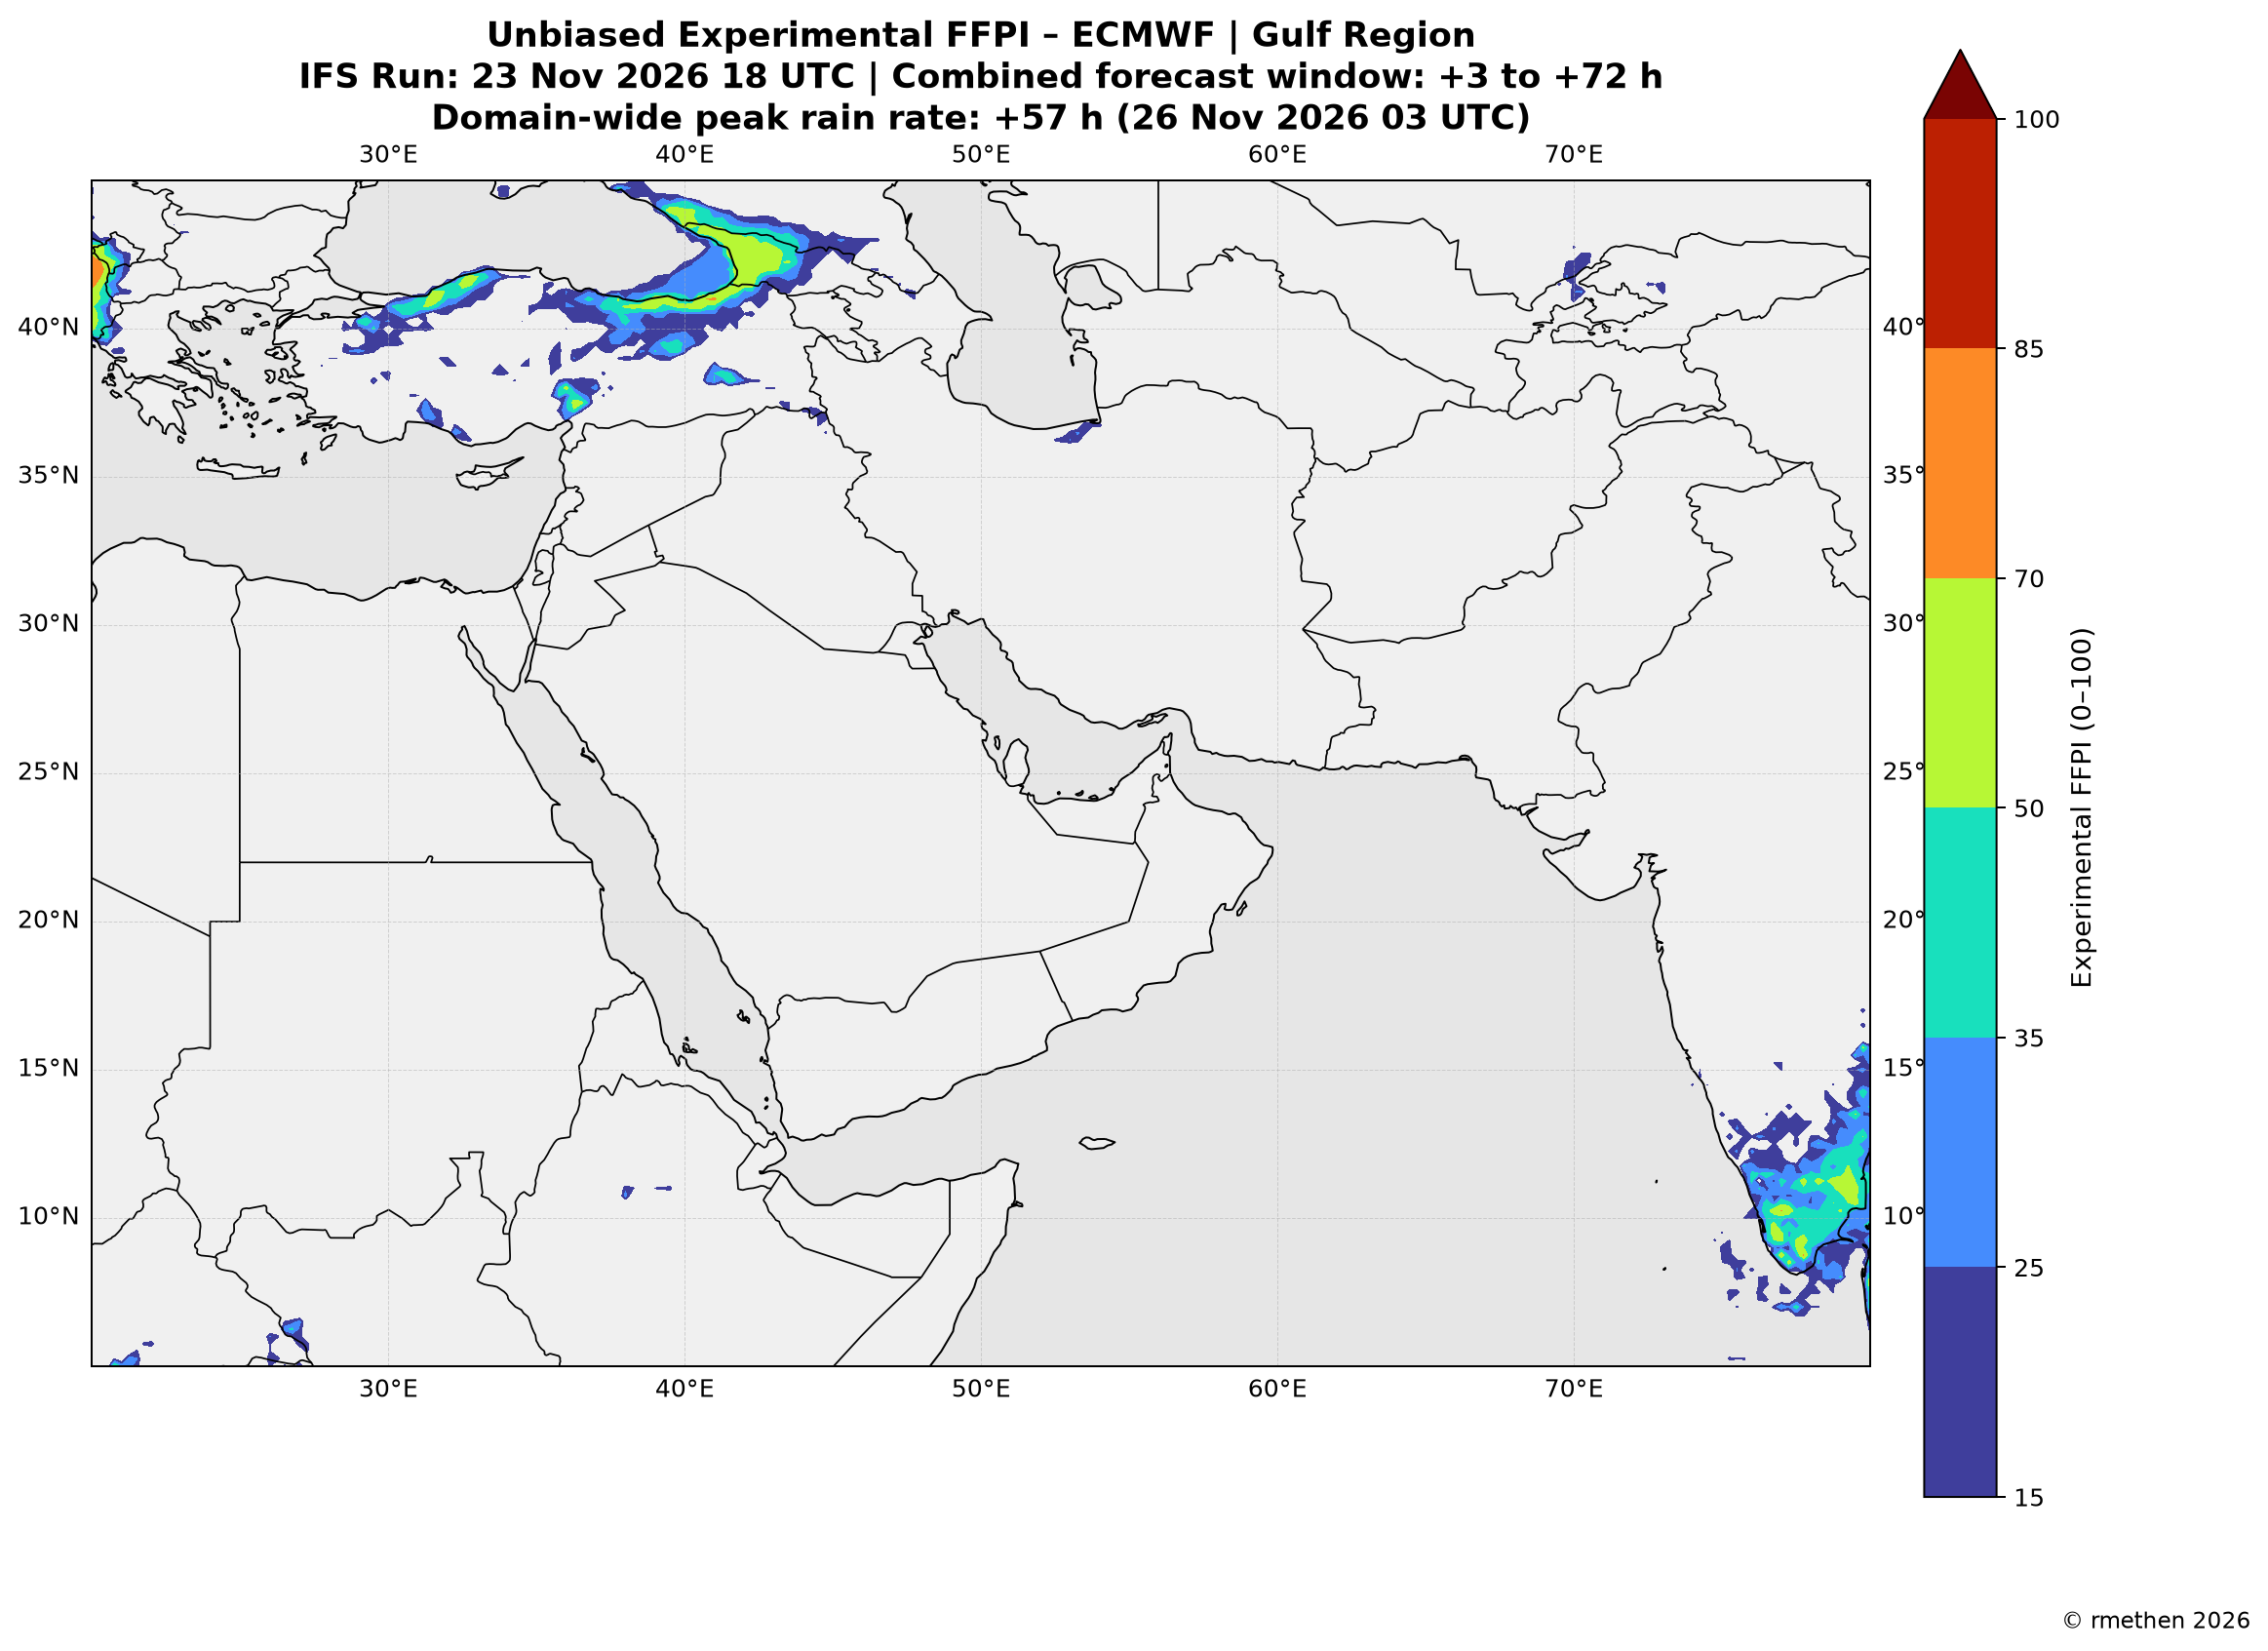 Unbiased Experimental FFPI – ECMWF | Gulf Region
IFS Run: 23 Nov 2026 18 UTC | Combined forecast window: +3 to +72 h
Domain-wide peak rain rate: +57 h (26 Nov 2026 03 UTC)
30°E 40°E 50°E 60°E 70°E
100
40°N 40°
85
35°N 35°
70
30°N 30°
25°N 25°
50
20°N 20°
35
15°N 15°
10°N 10°
25
15
30°E 40°E 50°E 60°E 70°E
Experimental FFPI (0–100)
© rmethen 2026